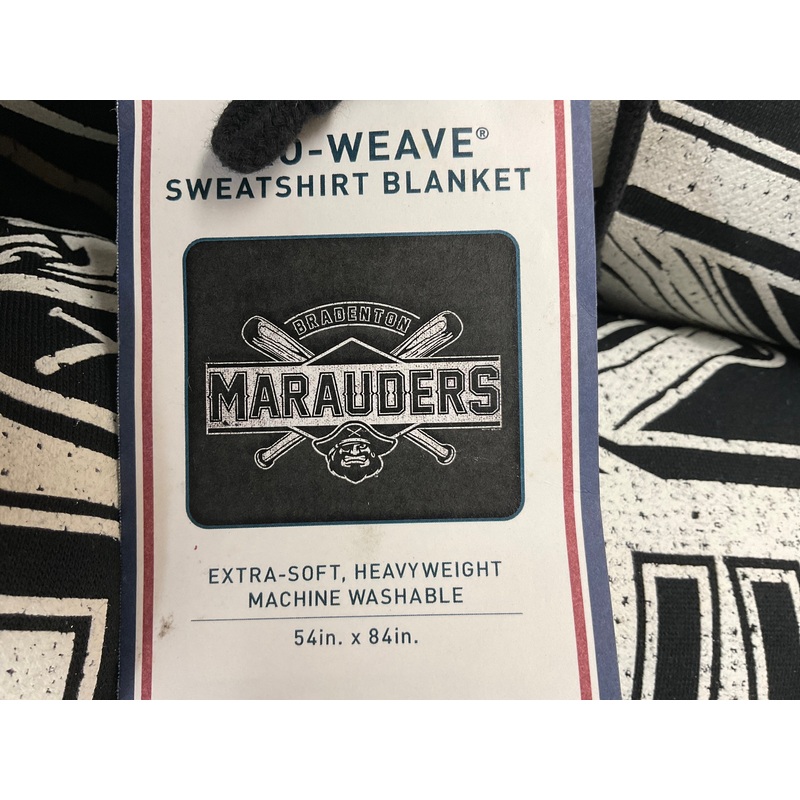 O-WEAVE®
SWEATSHIRT BLANKET
BRADENTON
MARAUDERS
EXTRA-SOFT, HEAVYWEIGHT
MACHINE WASHABLE
54in. x 84in.